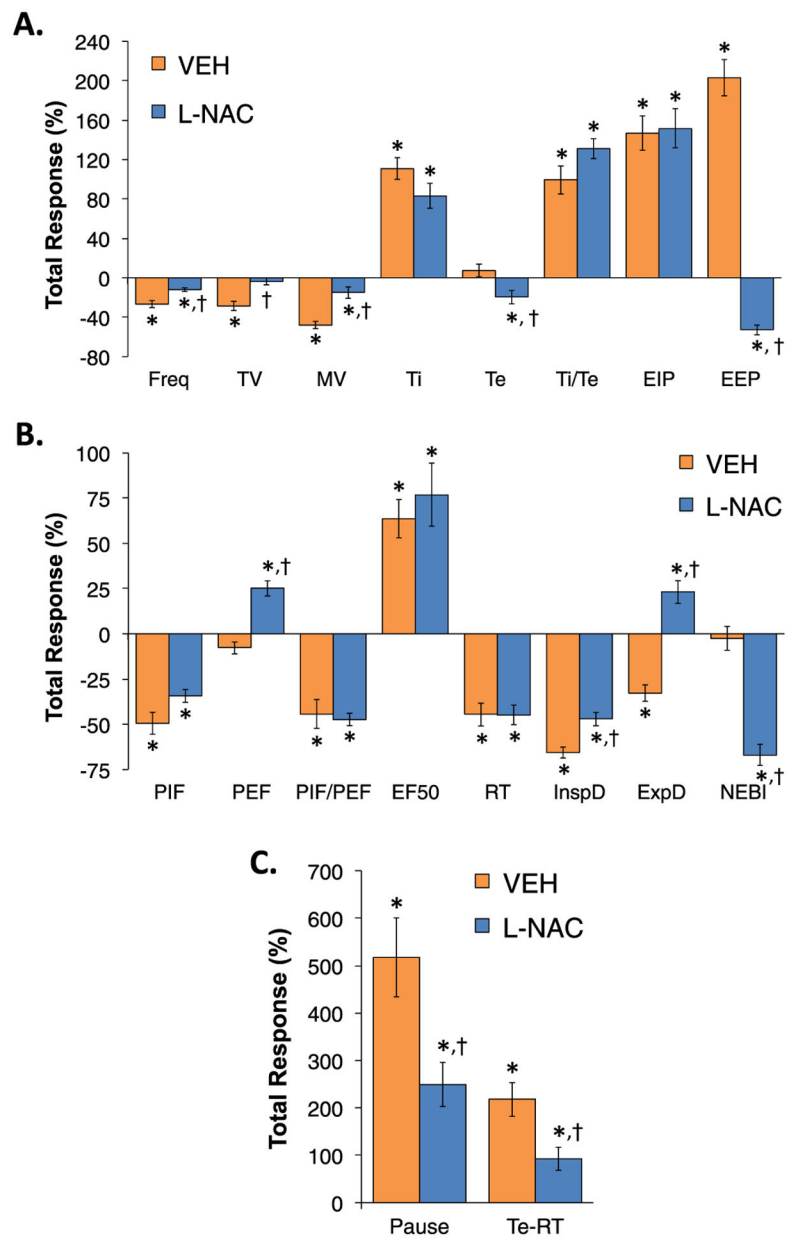 A.
240
200
160
120
80
40
0
-40
-80
Total Response (%)
VEH
L-NAC
* * * * * * * *
* *,† * † * *,† *,† *,†
Freq TV MV Ti Te Ti/Te EIP EEP
B.
100
75
50
25
0
-25
-50
-75
Total Response (%)
VEH
L-NAC
*,† * * *,†
* * * * * * * *,† * *,†
PIF PEF PIF/PEF EF50 RT InspD ExpD NEBI
C.
700
600
500
400
300
200
100
0
Total Response (%)
VEH
L-NAC
* *,† * *,†
Pause Te-RT